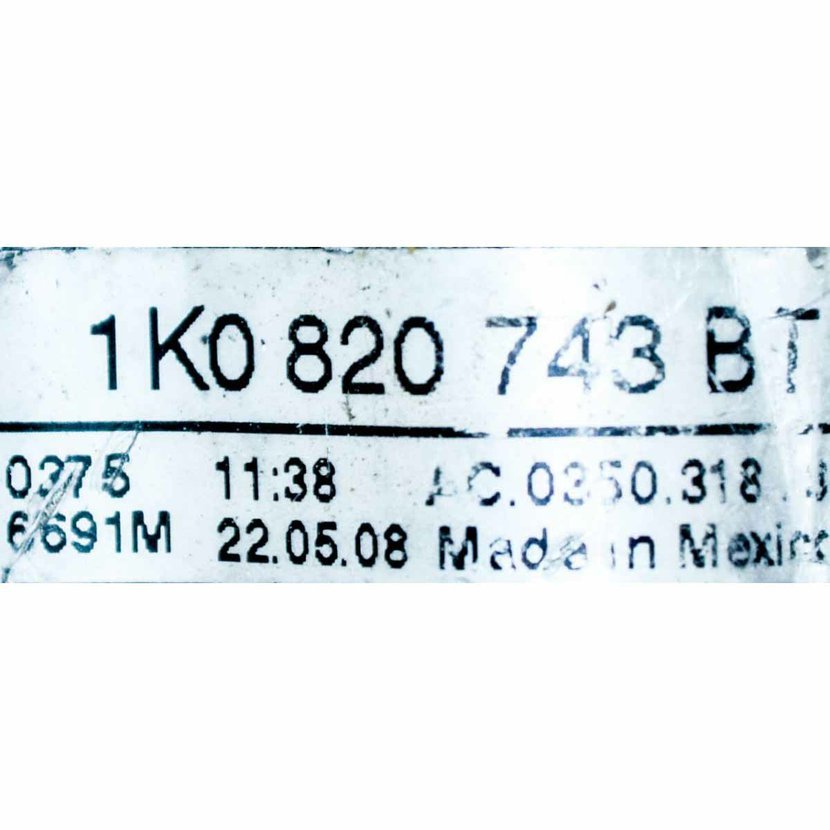 1K0 820 743 BT
0375 11:38 AC.0350.318.J
6691M 22.05.08 Made in Mexico